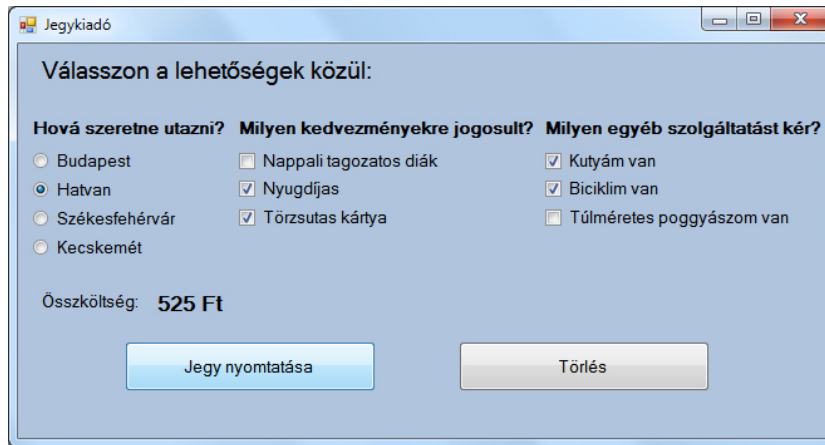 Jegykiadó
Válasszon a lehetőségek közül:
Hová szeretne utazni? Milyen kedvezményekre jogosult? Milyen egyéb szolgáltatást kér?
Budapest Nappali tagozatos diák Kutyám van
Hatvan Nyugdíjas Biciklim van
Székesfehérvár Törzsutas kártya Túlméretes poggyászom van
Kecskemét
Összköltség: 525 Ft
Jegy nyomtatása Törlés